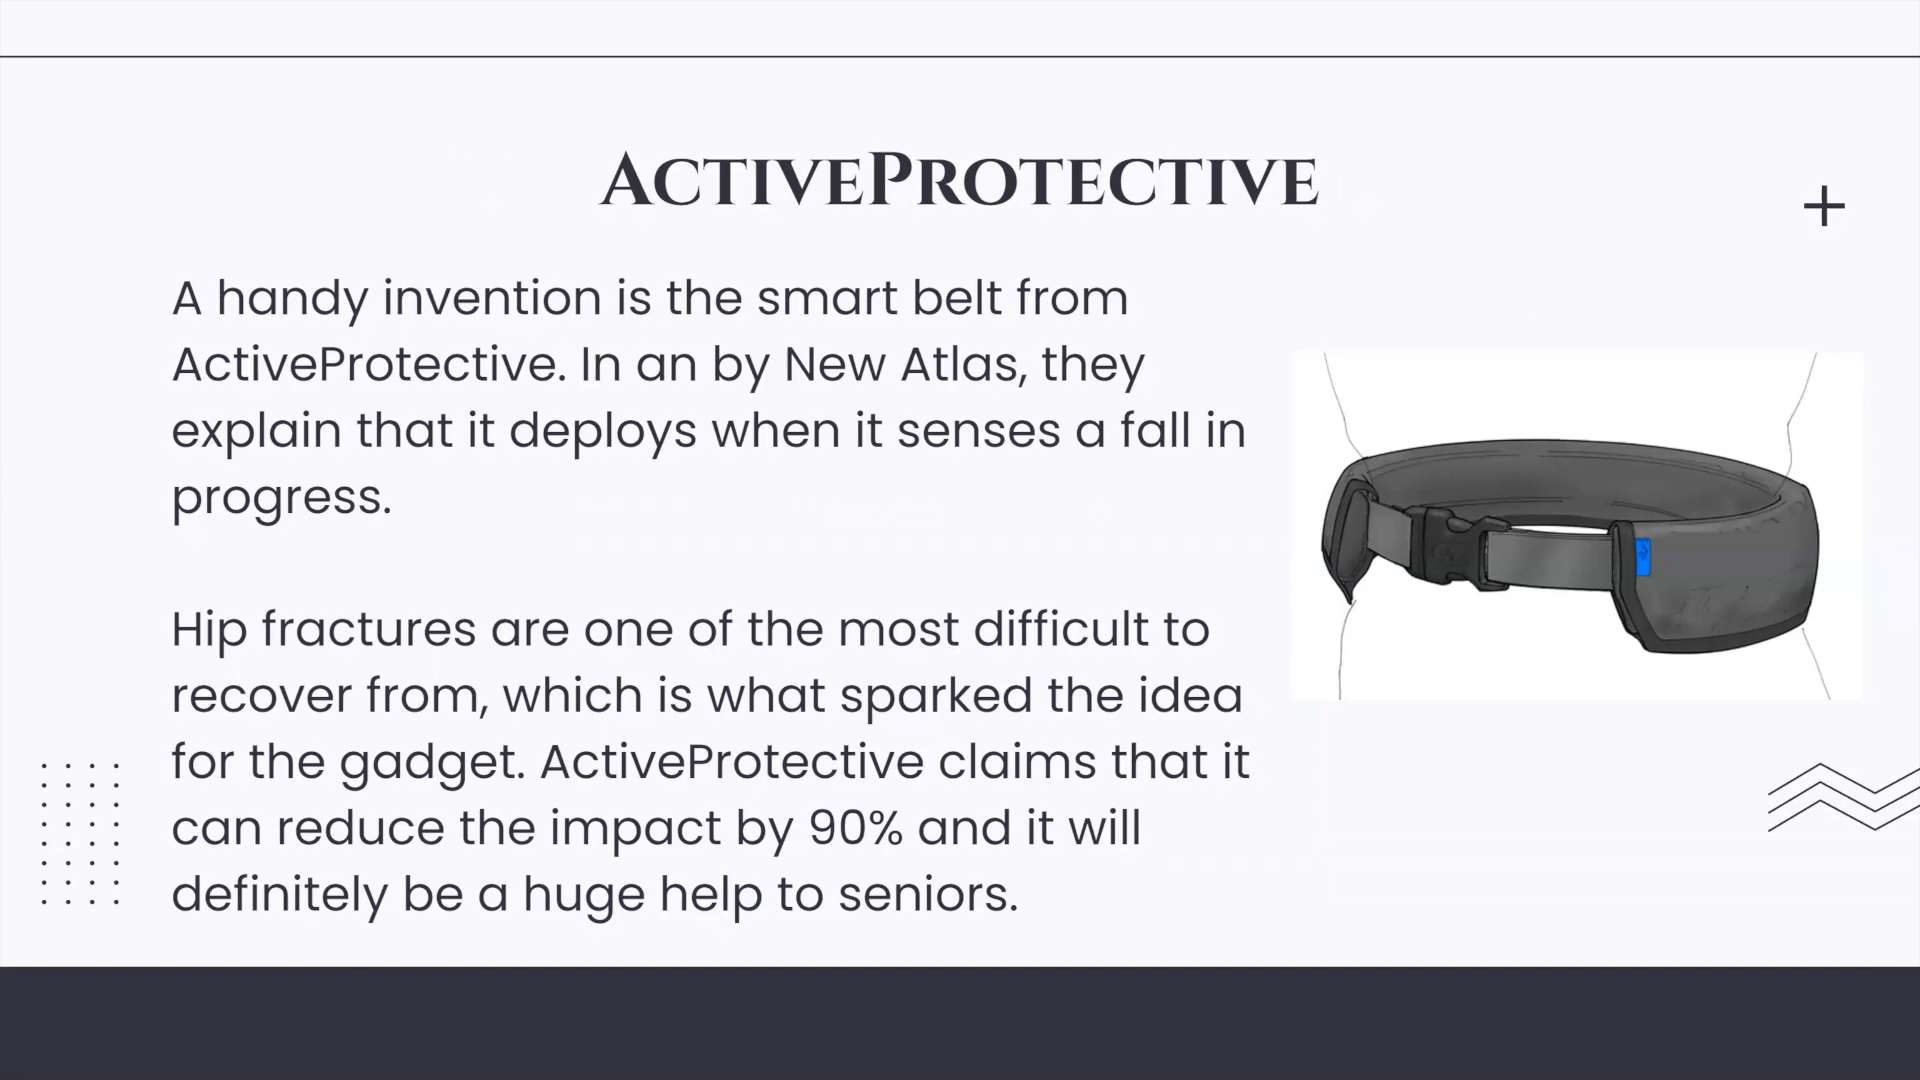 ActiveProtective
A handy invention is the smart belt from
ActiveProtective. In an by New Atlas, they
explain that it deploys when it senses a fall in
progress.
Hip fractures are one of the most difficult to
recover from, which is what sparked the idea
for the gadget. ActiveProtective claims that it
can reduce the impact by 90% and it will
definitely be a huge help to seniors.